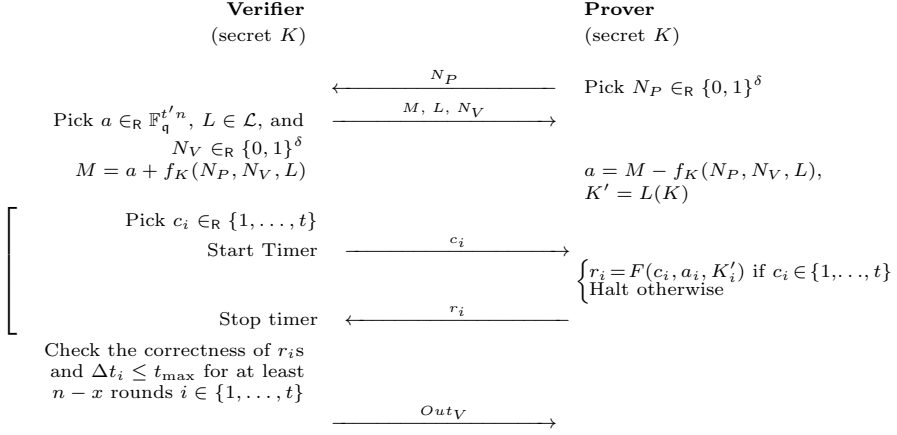 Verifier Prover
(secret K) (secret K)
N_P
Pick N_P ∈_R {0, 1}^δ
M, L, N_V
Pick a ∈_R 𝔽_q^{t′n}, L ∈ 𝓛, and
N_V ∈_R {0, 1}^δ
M = a + f_K(N_P, N_V, L) a = M − f_K(N_P, N_V, L),
K′ = L(K)
Pick c_i ∈_R {1, . . . , t}
Start Timer c_i
{ r_i = F(c_i, a_i, K′_i) if c_i ∈ {1, . . . , t}
Halt otherwise
Stop timer r_i
Check the correctness of r_is
and Δt_i ≤ t_max for at least
n − x rounds i ∈ {1, . . . , t}
Out_V